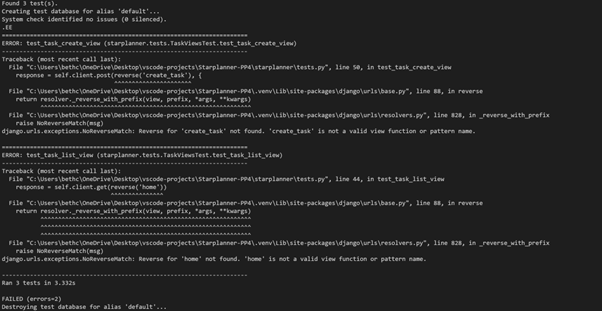 Found 3 test(s).
Creating test database for alias 'default'...
System check identified no issues (0 silenced).
.EE
======================================================================
ERROR: test_task_create_view (starplanner.tests.TaskViewsTest.test_task_create_view)
----------------------------------------------------------------------
Traceback (most recent call last):
  File "C:\Users\bethc\OneDrive\Desktop\vscode-projects\Starplanner-PP4\starplanner\tests.py", line 50, in test_task_create_view
    response = self.client.post(reverse('create_task'), {
                                ^^^^^^^^^^^^^^^^^^^^^^
  File "C:\Users\bethc\OneDrive\Desktop\vscode-projects\Starplanner-PP4\.venv\Lib\site-packages\django\urls\base.py", line 88, in reverse
    return resolver._reverse_with_prefix(view, prefix, *args, **kwargs)
           ^^^^^^^^^^^^^^^^^^^^^^^^^^^^^^^^^^^^^^^^^^^^^^^^^^^^^^^^^^^^
  File "C:\Users\bethc\OneDrive\Desktop\vscode-projects\Starplanner-PP4\.venv\Lib\site-packages\django\urls\resolvers.py", line 828, in _reverse_with_prefix
    raise NoReverseMatch(msg)
django.urls.exceptions.NoReverseMatch: Reverse for 'create_task' not found. 'create_task' is not a valid view function or pattern name.
======================================================================
ERROR: test_task_list_view (starplanner.tests.TaskViewsTest.test_task_list_view)
----------------------------------------------------------------------
Traceback (most recent call last):
  File "C:\Users\bethc\OneDrive\Desktop\vscode-projects\Starplanner-PP4\starplanner\tests.py", line 44, in test_task_list_view
    response = self.client.get(reverse('home'))
                               ^^^^^^^^^^^^^^^
  File "C:\Users\bethc\OneDrive\Desktop\vscode-projects\Starplanner-PP4\.venv\Lib\site-packages\django\urls\base.py", line 88, in reverse
    return resolver._reverse_with_prefix(view, prefix, *args, **kwargs)
           ^^^^^^^^^^^^^^^^^^^^^^^^^^^^^^^^^^^^^^^^^^^^^^^^^^^^^^^^^^^^
           ^^^^^^^^^^^^^^^^^^^^^^^^^^^^^^^^^^^^^^^^^^^^^^^^^^^^^^^^^^^^
           ^^^^^^^^^^^^^^^^^^^^^^^^^^^^^^^^^^^^^^^^^^^^^^^^^^^^^^^^^^^^
  File "C:\Users\bethc\OneDrive\Desktop\vscode-projects\Starplanner-PP4\.venv\Lib\site-packages\django\urls\resolvers.py", line 828, in _reverse_with_prefix
    raise NoReverseMatch(msg)
django.urls.exceptions.NoReverseMatch: Reverse for 'home' not found. 'home' is not a valid view function or pattern name.
----------------------------------------------------------------------
Ran 3 tests in 3.332s
FAILED (errors=2)
Destroying test database for alias 'default'...